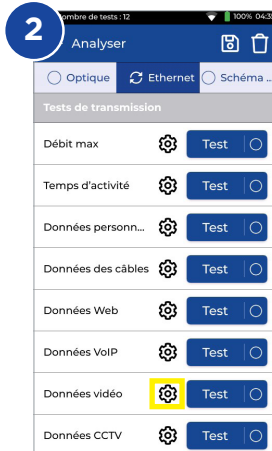 2
ombre de tests : 12 100% 04:3
Analyser
Optique Ethernet Schéma ...
Tests de transmission
Débit max Test
Temps d'activité Test
Données personn... Test
Données des câbles Test
Données Web Test
Données VoIP Test
Données vidéo Test
Données CCTV Test